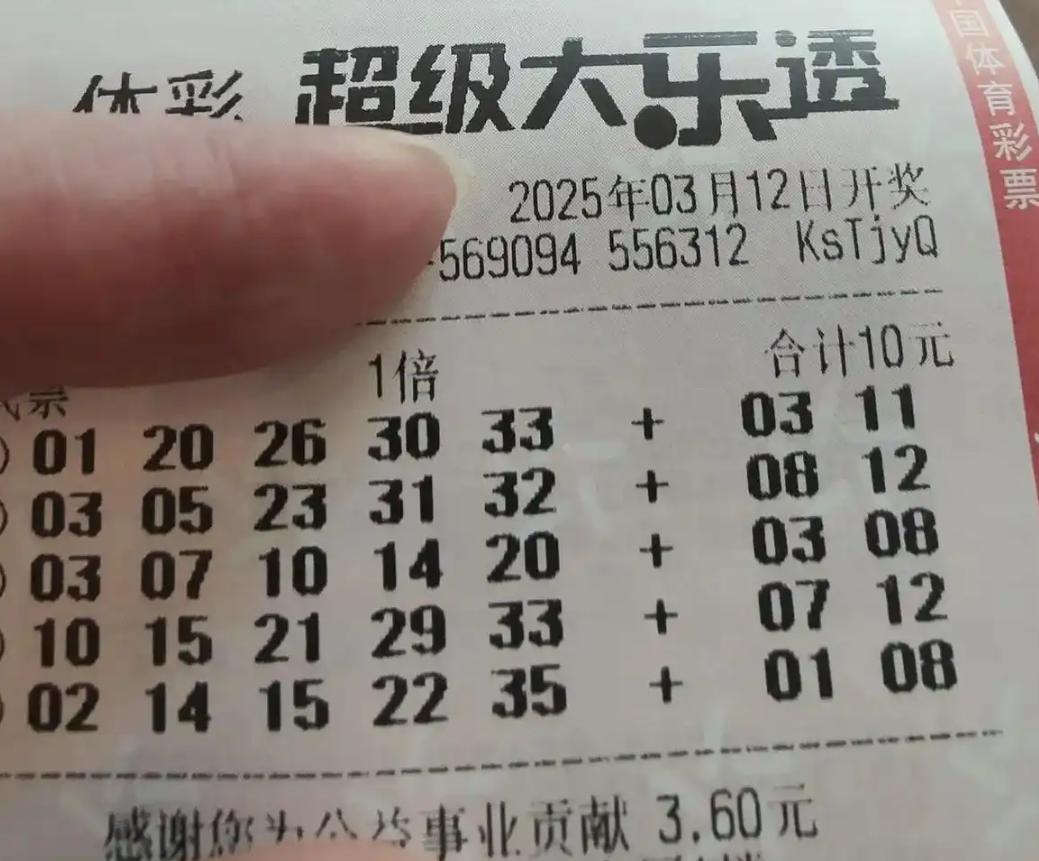 体彩 超级大乐透
中国体育彩票
2025年03月12日开奖
569094 556312 KsTjyQ
1倍 合计10元
01 20 26 30 33 + 03 11
03 05 23 31 32 + 08 12
03 07 10 14 20 + 03 08
10 15 21 29 33 + 07 12
02 14 15 22 35 + 01 08
感谢您为公益事业贡献 3.60元